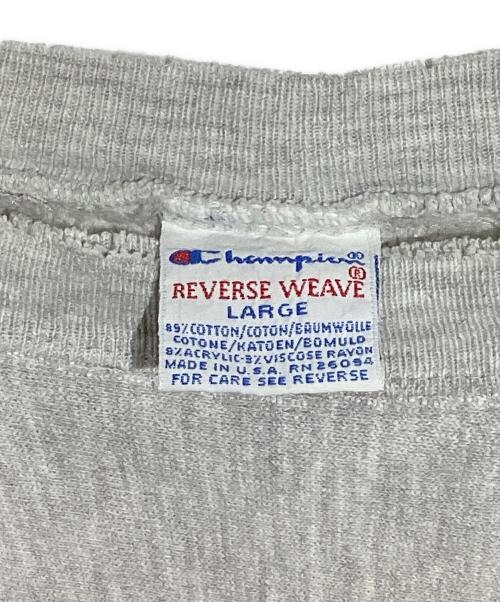 Champion®
REVERSE WEAVE®
LARGE
89% COTTON/COTON/BAUMWOLLE
COTONE/KATOEN/BOMULD
8% ACRYLIC-3% VISCOSE RAYON
MADE IN U.S.A. RN 26094
FOR CARE SEE REVERSE